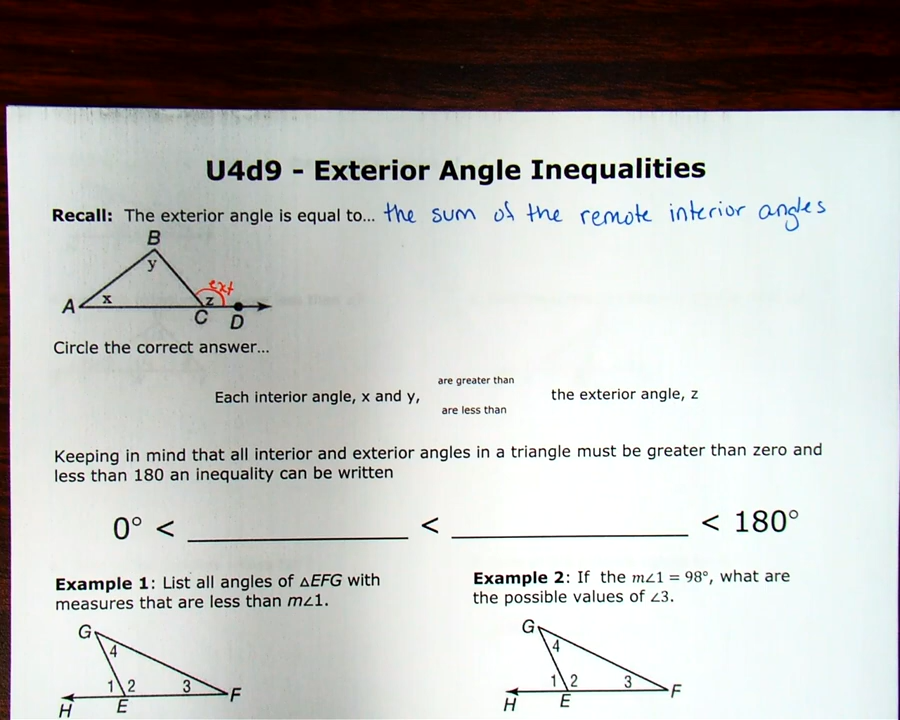 U4d9 - Exterior Angle Inequalities
Recall: The exterior angle is equal to... the sum of the remote interior angles
B
y
ext
A x z
C D
Circle the correct answer...
are greater than
Each interior angle, x and y, the exterior angle, z
are less than
Keeping in mind that all interior and exterior angles in a triangle must be greater than zero and
less than 180 an inequality can be written
0° < ____________ < ____________ < 180°
Example 1: List all angles of △EFG with
measures that are less than m∠1.
G
4
1 2 3 F
H E
Example 2: If the m∠1 = 98°, what are
the possible values of ∠3.
G
4
1 2 3 F
H E